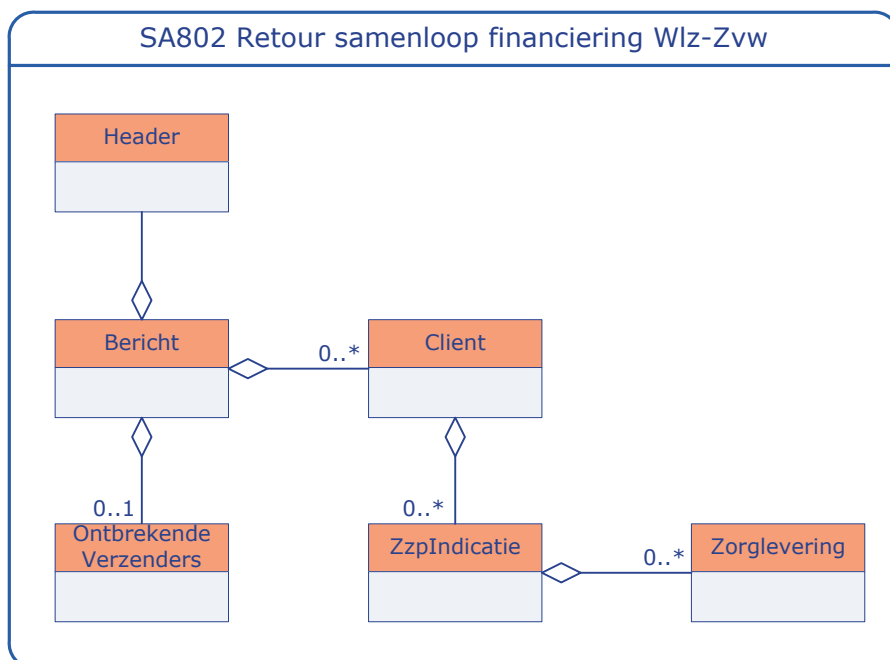 SA802 Retour samenloop financiering Wlz-Zvw
Header
Bericht
0..*
Client
0..1
0..*
Ontbrekende
Verzenders
ZzpIndicatie
0..*
Zorglevering